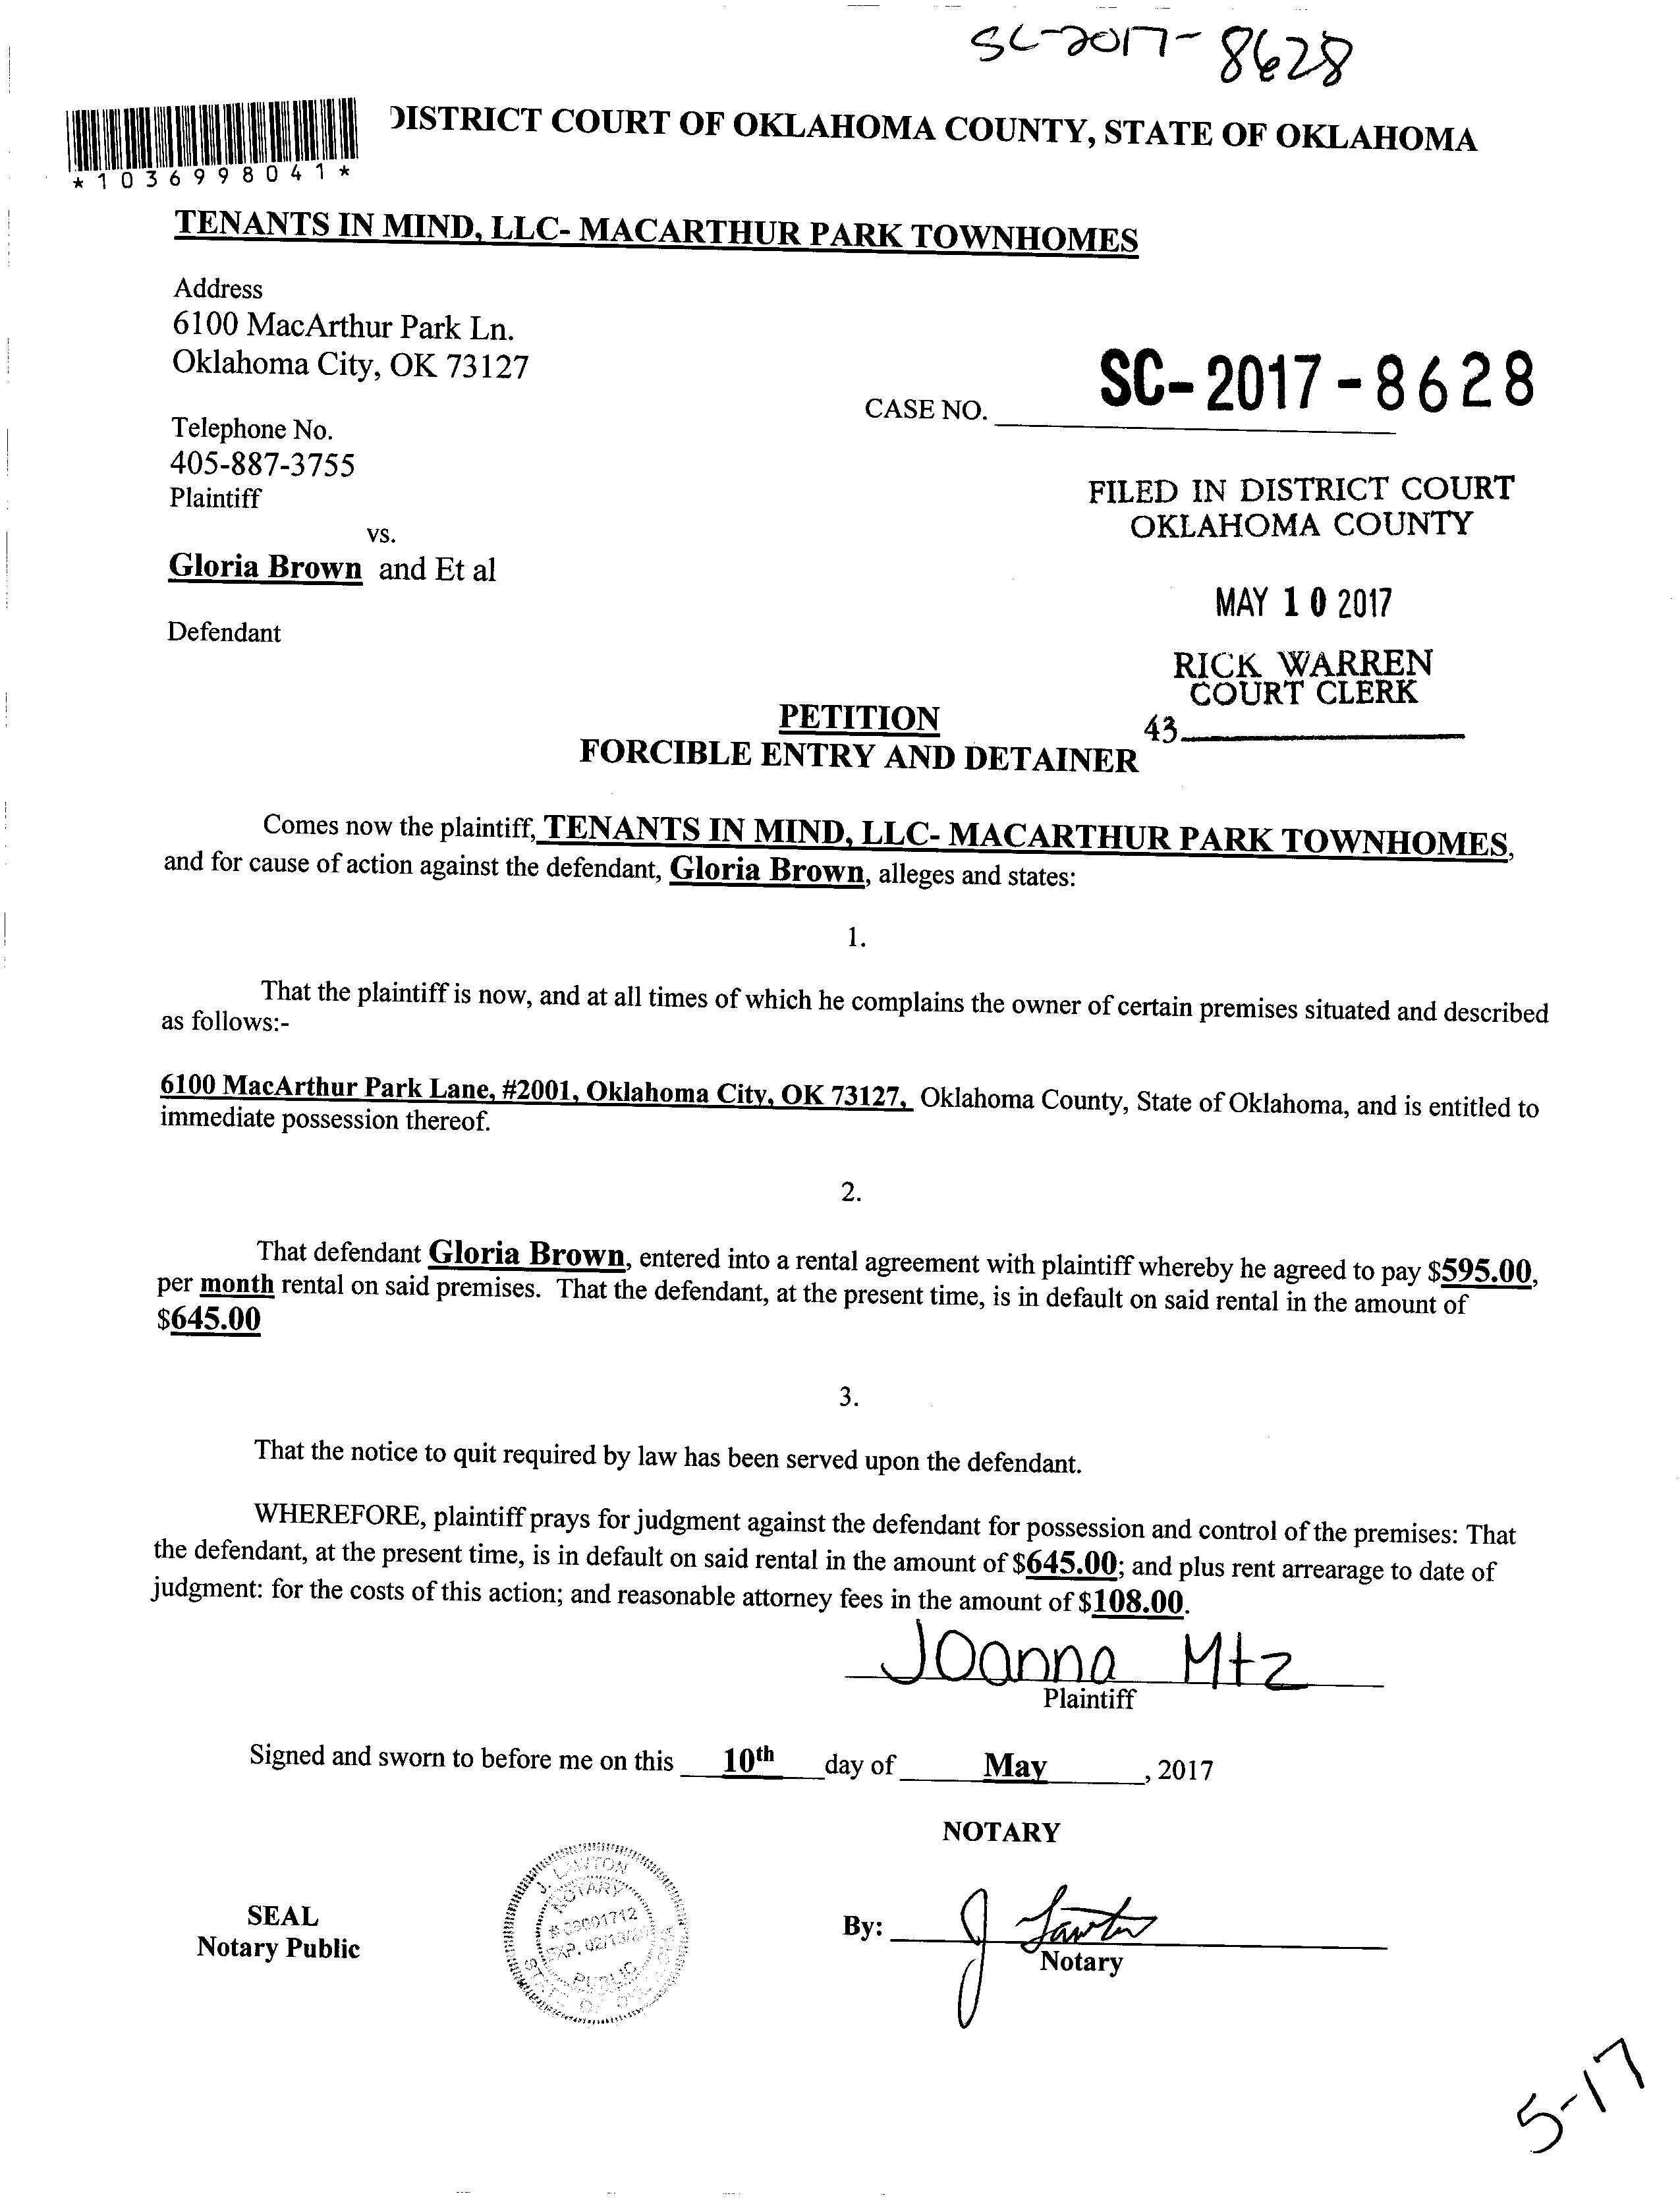 SC-2017-8628
DISTRICT COURT OF OKLAHOMA COUNTY, STATE OF OKLAHOMA
*1036998041*
TENANTS IN MIND, LLC- MACARTHUR PARK TOWNHOMES
Address
6100 MacArthur Park Ln.
Oklahoma City, OK 73127
CASE NO. SC-2017-8628
Telephone No.
405-887-3755
Plaintiff
vs.
Gloria Brown and Et al
Defendant
FILED IN DISTRICT COURT
OKLAHOMA COUNTY
MAY 10 2017
RICK WARREN
COURT CLERK
43
PETITION
FORCIBLE ENTRY AND DETAINER
Comes now the plaintiff, TENANTS IN MIND, LLC- MACARTHUR PARK TOWNHOMES,
and for cause of action against the defendant, Gloria Brown, alleges and states:
1.
That the plaintiff is now, and at all times of which he complains the owner of certain premises situated and described
as follows:-
6100 MacArthur Park Lane, #2001, Oklahoma City, OK 73127, Oklahoma County, State of Oklahoma, and is entitled to
immediate possession thereof.
2.
That defendant Gloria Brown, entered into a rental agreement with plaintiff whereby he agreed to pay $595.00,
per month rental on said premises. That the defendant, at the present time, is in default on said rental in the amount of
$645.00
3.
That the notice to quit required by law has been served upon the defendant.
WHEREFORE, plaintiff prays for judgment against the defendant for possession and control of the premises: That
the defendant, at the present time, is in default on said rental in the amount of $645.00; and plus rent arrearage to date of
judgment: for the costs of this action; and reasonable attorney fees in the amount of $108.00.
Joanna Mtz
Plaintiff
Signed and sworn to before me on this 10th day of May, 2017
NOTARY
SEAL
Notary Public
J. LAWTON
NOTARY
PUBLIC
STATE OF
By: J Lawton
Notary
5-17